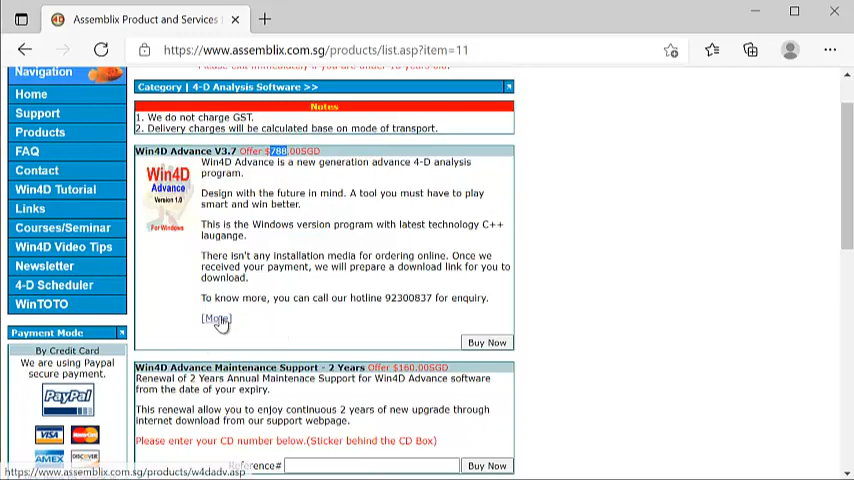 Assemblix Product and Services
https://www.assemblix.com.sg/products/list.asp?item=11
Navigation
Home
Support
Products
FAQ
Contact
Win4D Tutorial
Links
Courses/Seminar
Win4D Video Tips
Newsletter
4-D Scheduler
WinTOTO
Payment Mode
By Credit Card
We are using Paypal
secure payment.
PayPal
VISA
MasterCard
AMEX
DISCOVER
Please exit immediately if you are under 18 years old.
Category | 4-D Analysis Software >>
Notes
1. We do not charge GST.
2. Delivery charges will be calculated base on mode of transport.
Win4D Advance V3.7 Offer $788.00SGD
Win4D
Advance
Version 1.0
For Windows
Win4D Advance is a new generation advance 4-D analysis
program.
Design with the future in mind. A tool you must have to play
smart and win better.
This is the Windows version program with latest technology C++
laugange.
There isn't any installation media for ordering online. Once we
received your payment, we will prepare a download link for you to
download.
To know more, you can call our hotline 92300837 for enquiry.
[More]
Buy Now
Win4D Advance Maintenance Support - 2 Years Offer $160.00SGD
Renewal of 2 Years Annual Maintenace Support for Win4D Advance software
from the date of your expiry.
This renewal allow you to enjoy continuous 2 years of new upgrade through
internet download from our support webpage.
Please enter your CD number below.(Sticker behind the CD Box)
Reference#
Buy Now
https://www.assemblix.com.sg/products/w4dadv.asp